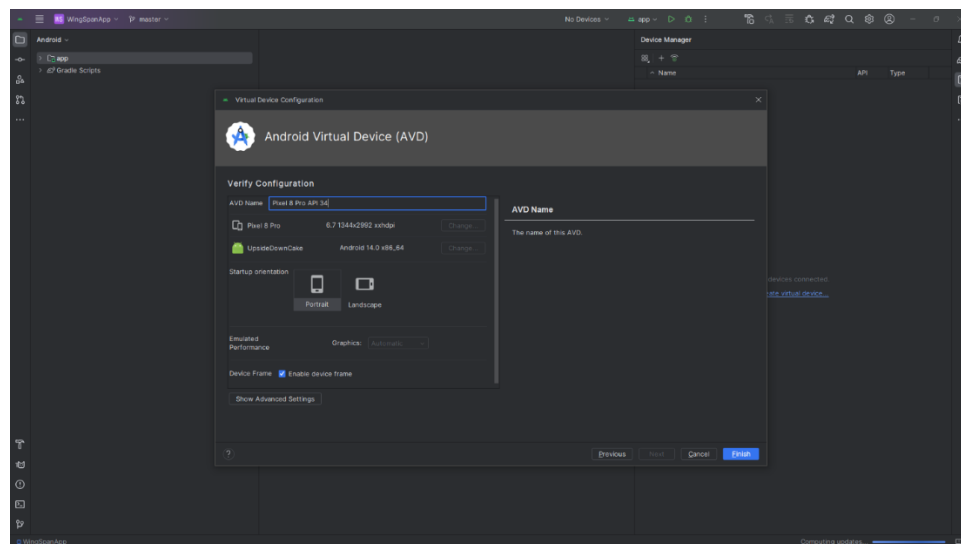 WS WingSpanApp master
No Devices app
Android
Device Manager
app
Gradle Scripts
Name API Type
Virtual Device Configuration
Android Virtual Device (AVD)
Verify Configuration
AVD Name Pixel 8 Pro API 34
AVD Name
Pixel 8 Pro 6.7 1344x2992 xxhdpi Change...
The name of this AVD.
UpsideDownCake Android 14.0 x86_64 Change...
Startup orientation
devices connected.
ate virtual device...
Portrait Landscape
Emulated
Performance
Graphics: Automatic
Device Frame Enable device frame
Show Advanced Settings
? Previous Next Cancel Finish
WingSpanApp
Computing updates...